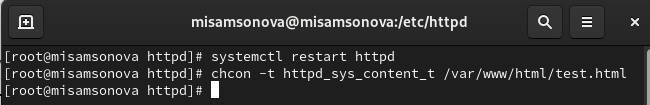 misamsonova@misamsonova:/etc/httpd
[root@misamsonova httpd]# systemctl restart httpd
[root@misamsonova httpd]# chcon -t httpd_sys_content_t /var/www/html/test.html
[root@misamsonova httpd]#